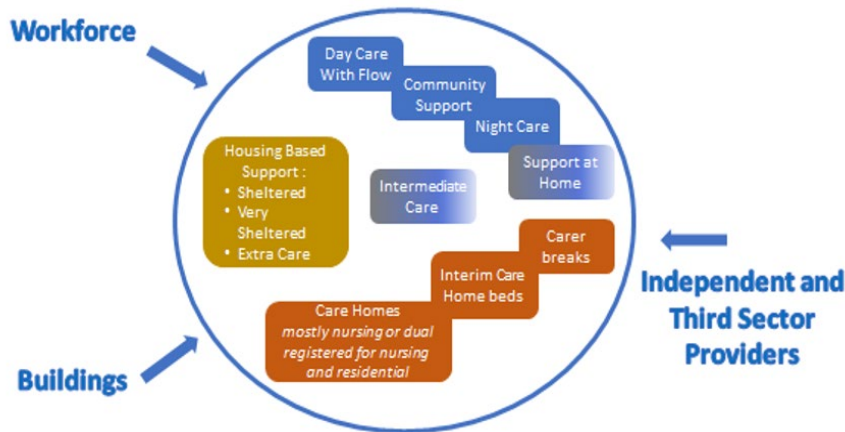 Workforce
Day Care
With Flow
Community
Support
Night Care
Support at
Home
Housing Based
Support :
• Sheltered
• Very
Sheltered
• Extra Care
Intermediate
Care
Carer
breaks
Interim Care
Home beds
Care Homes
mostly nursing or dual
registered for nursing
and residential
Independent and
Third Sector
Providers
Buildings